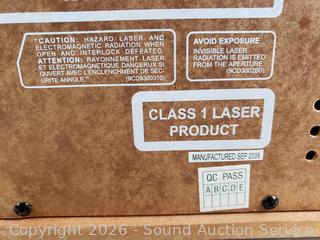 "CAUTION: HAZARD LASER AND
ELECTROMAGNETIC RADIATION WHEN
OPEN AND INTERLOCK DEFEATED.
ATTENTION: RAYONNEMENT LASER
ET ELECTROMAGNETIQUE DANGEREUX SI
OUVERT AVEC L'ENCLENCHEMENT DE SEC-
URITE ANNULE" (9CD9300310)
AVOID EXPOSURE
INVISIBLE LASER
RADIATION IS EMITTED
FROM THE APERTURE
(9CD300200)
CLASS 1 LASER
PRODUCT
MANUFACTURED SEP 2006
QC PASS
A B C D E
Copyright 2026 - Sound Auction Service